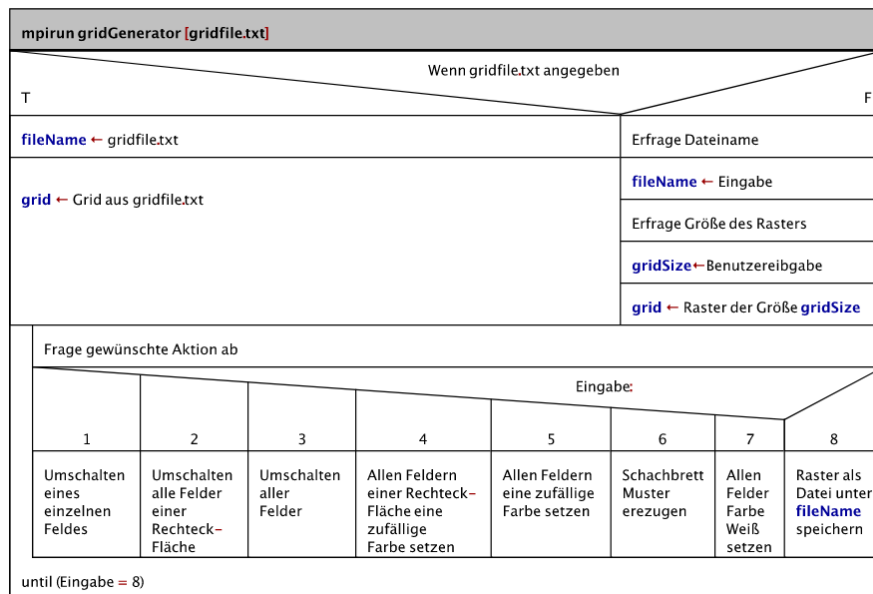 mpirun gridGenerator [gridfile.txt]
Wenn gridfile.txt angegeben
T
F
fileName ← gridfile.txt
grid ← Grid aus gridfile.txt
Erfrage Dateiname
fileName ← Eingabe
Erfrage Größe des Rasters
gridSize←Benutzereibgabe
grid ← Raster der Größe gridSize
Frage gewünschte Aktion ab
Eingabe:
1
2
3
4
5
6
7
8
Umschalten
eines
einzelnen
Feldes
Umschalten
alle Felder
einer
Rechteck-
Fläche
Umschalten
aller
Felder
Allen Feldern
einer Rechteck-
Fläche eine
zufällige
Farbe setzen
Allen Feldern
eine zufällige
Farbe setzen
Schachbrett
Muster
erezugen
Allen
Felder
Farbe
Weiß
setzen
Raster als
Datei unter
fileName
speichern
until (Eingabe = 8)